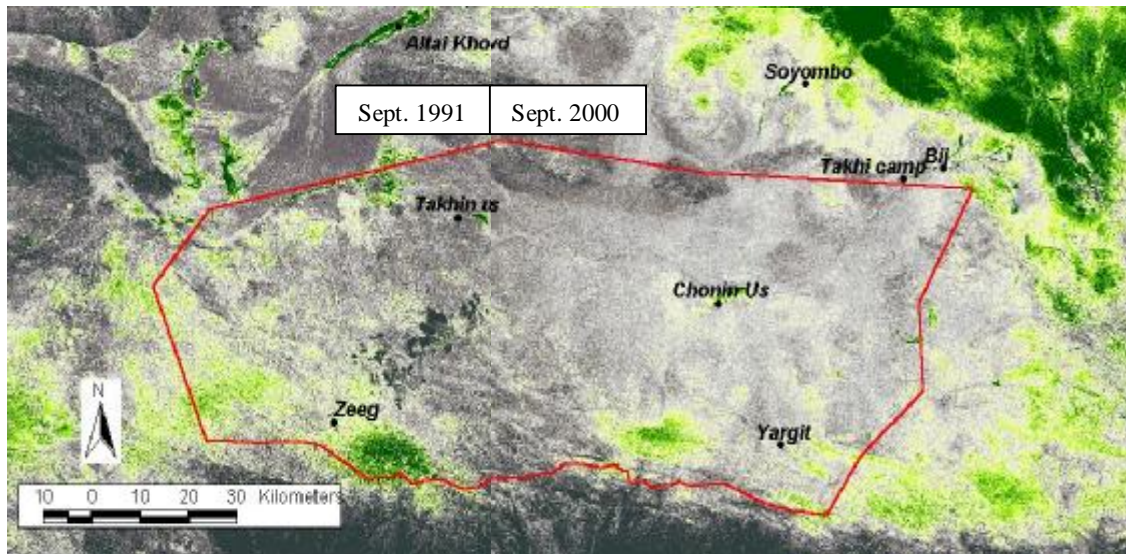 Altai Khord
Soyombo
Sept. 1991 Sept. 2000
Bij
Takhi camp
Takhin us
Chonin Us
Zeeg
Yargit
N
10 0 10 20 30 Kilometers